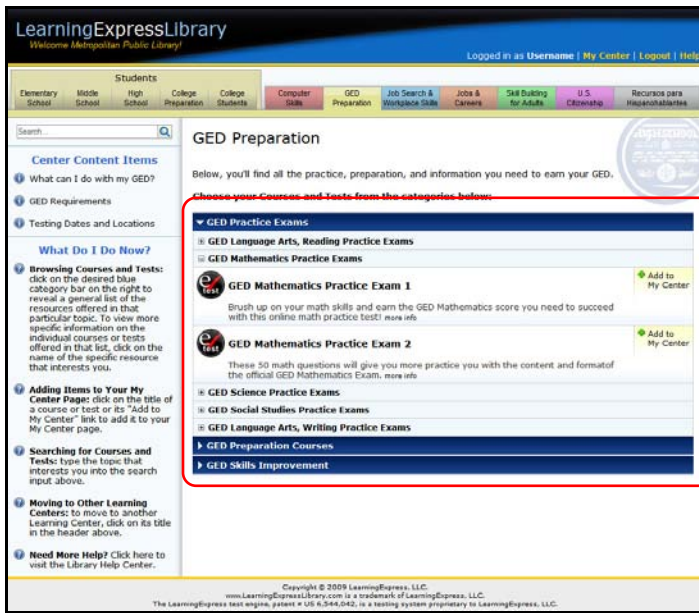 LearningExpressLibrary
Welcome Metropolitan Public Library!
Logged in as Username | My Center | Logout | Help
Students
Elementary School
Middle School
High School
College Preparation
College Students
Computer Skills
GED Preparation
Job Search & Workplace Skills
Jobs & Careers
Skill Building for Adults
U.S. Citizenship
Recursos para Hispanohablantes
Search...
Center Content Items
What can I do with my GED?
GED Requirements
Testing Dates and Locations
What Do I Do Now?
Browsing Courses and Tests:
click on the desired blue
category bar on the right to
reveal a general list of the
resources offered in that
particular topic. To view more
specific information on the
individual courses or tests
offered in that list, click on the
name of the specific resource
that interests you.
Adding Items to Your My
Center Page: click on the title of
a course or test or its "Add to
My Center" link to add it to your
My Center page.
Searching for Courses and
Tests: type the topic that
interests you into the search
input above.
Moving to Other Learning
Centers: to move to another
Learning Center, click on its title
in the header above.
Need More Help? Click here to
visit the Library Help Center.
GED Preparation
Below, you'll find all the practice, preparation, and information you need to earn your GED.
Choose your Courses and Tests from the categories below:
GED Practice Exams
GED Language Arts, Reading Practice Exams
GED Mathematics Practice Exams
e test
GED Mathematics Practice Exam 1
Add to
My Center
Brush up on your math skills and earn the GED Mathematics score you need to succeed
with this online math practice test! more info
e test
GED Mathematics Practice Exam 2
Add to
My Center
These 50 math questions will give you more practice you with the content and formatof
the official GED Mathematics Exam. more info
GED Science Practice Exams
GED Social Studies Practice Exams
GED Language Arts, Writing Practice Exams
GED Preparation Courses
GED Skills Improvement
Copyright © 2009 LearningExpress, LLC.
www.LearningExpressLibrary.com is a trademark of LearningExpress, LLC.
The LearningExpress test engine, patent # US 6,544,042, is a testing system proprietary to LearningExpress, LLC.